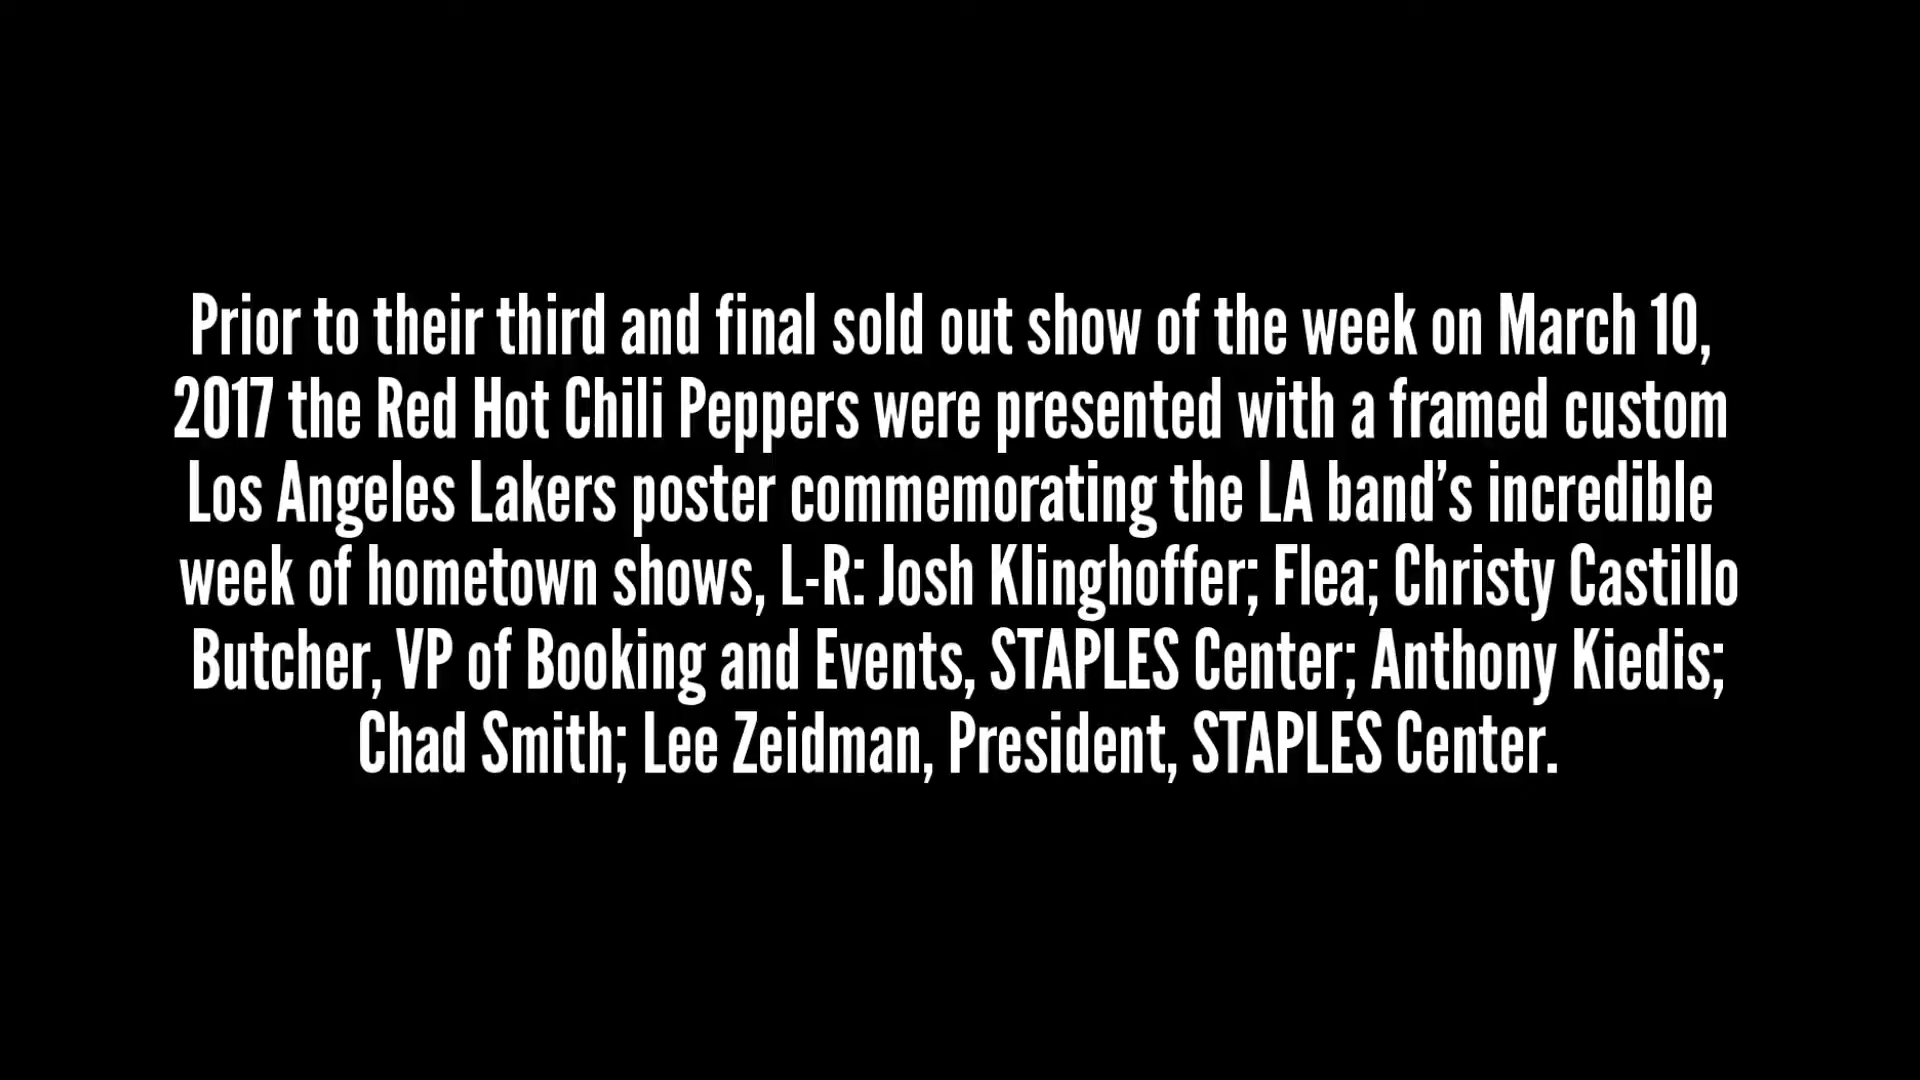 Prior to their third and final sold out show of the week on March 10,
2017 the Red Hot Chili Peppers were presented with a framed custom
Los Angeles Lakers poster commemorating the LA band’s incredible
week of hometown shows, L-R: Josh Klinghoffer; Flea; Christy Castillo
Butcher, VP of Booking and Events, STAPLES Center; Anthony Kiedis;
Chad Smith; Lee Zeidman, President, STAPLES Center.